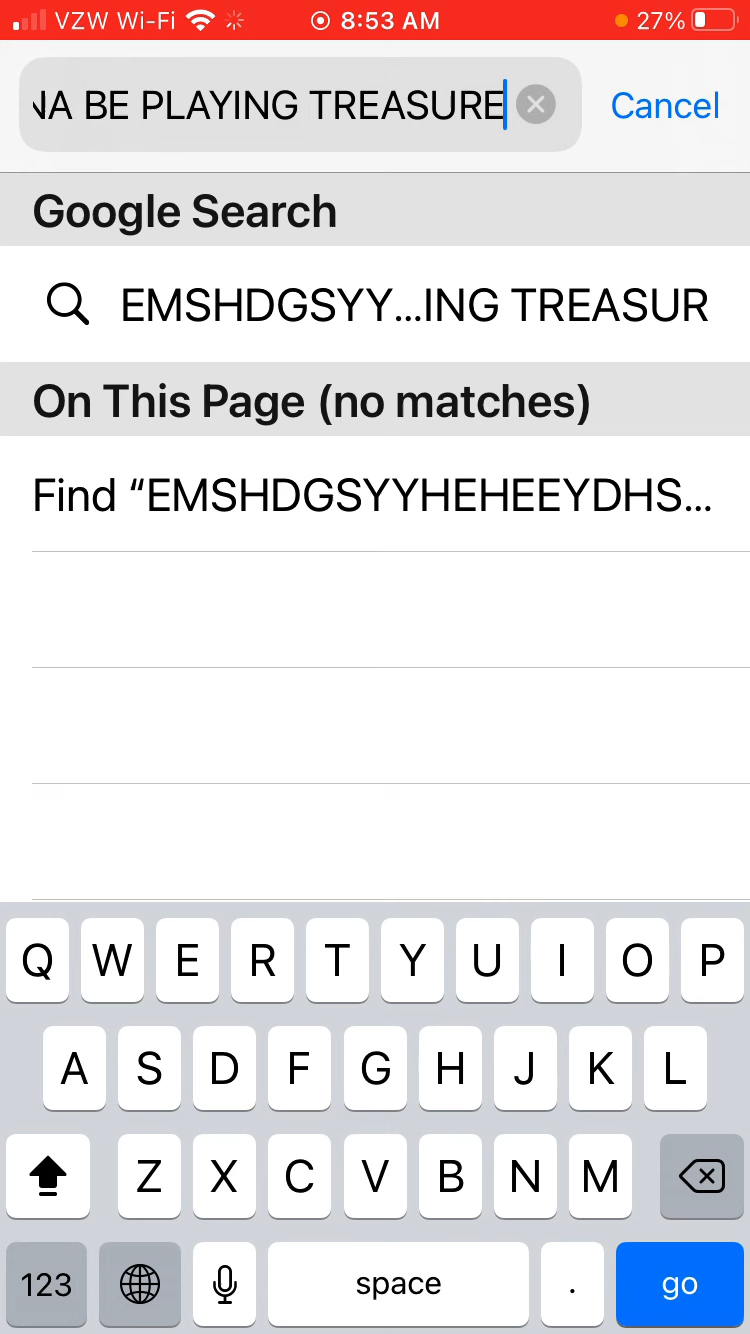 VZW Wi-Fi 8:53 AM 27%
NA BE PLAYING TREASURE Cancel
Google Search
EMSHDGSYY...ING TREASUR
On This Page (no matches)
Find “EMSHDGSYYHEHEEYDHS...
Q W E R T Y U I O P
A S D F G H J K L
Z X C V B N M
123 space . go